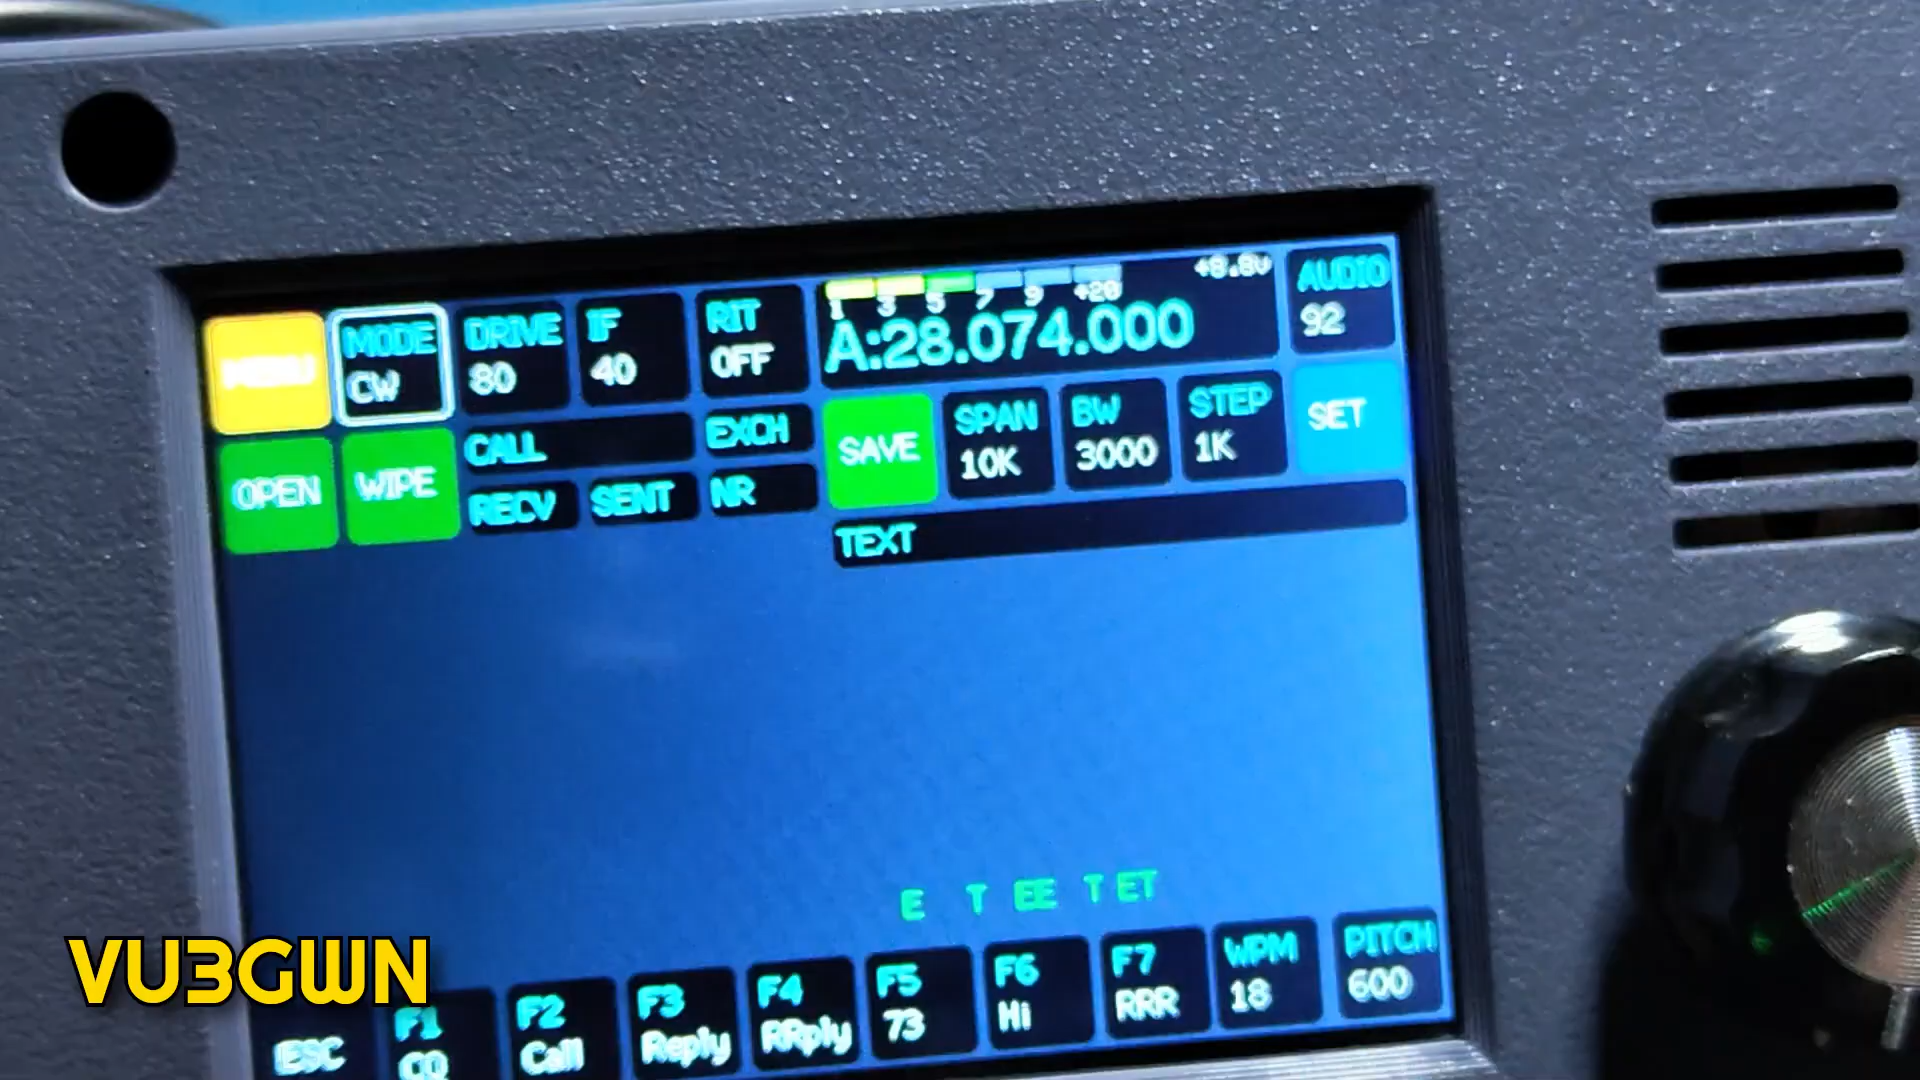 MENU MODE CW DRIVE 80 IF 40 RIT OFF
1 3 5 7 9 +20 +8.8V
A:28.074.000
AUDIO 92
OPEN WIPE CALL EXCH
RECV SENT NR
SAVE SPAN 10K BW 3000 STEP 1K SET
TEXT
E T EE T ET
ESC F1 CQ F2 Call F3 Reply F4 RRply F5 73 F6 Hi F7 RRR WPM 18 PITCH 600
VU3GWN